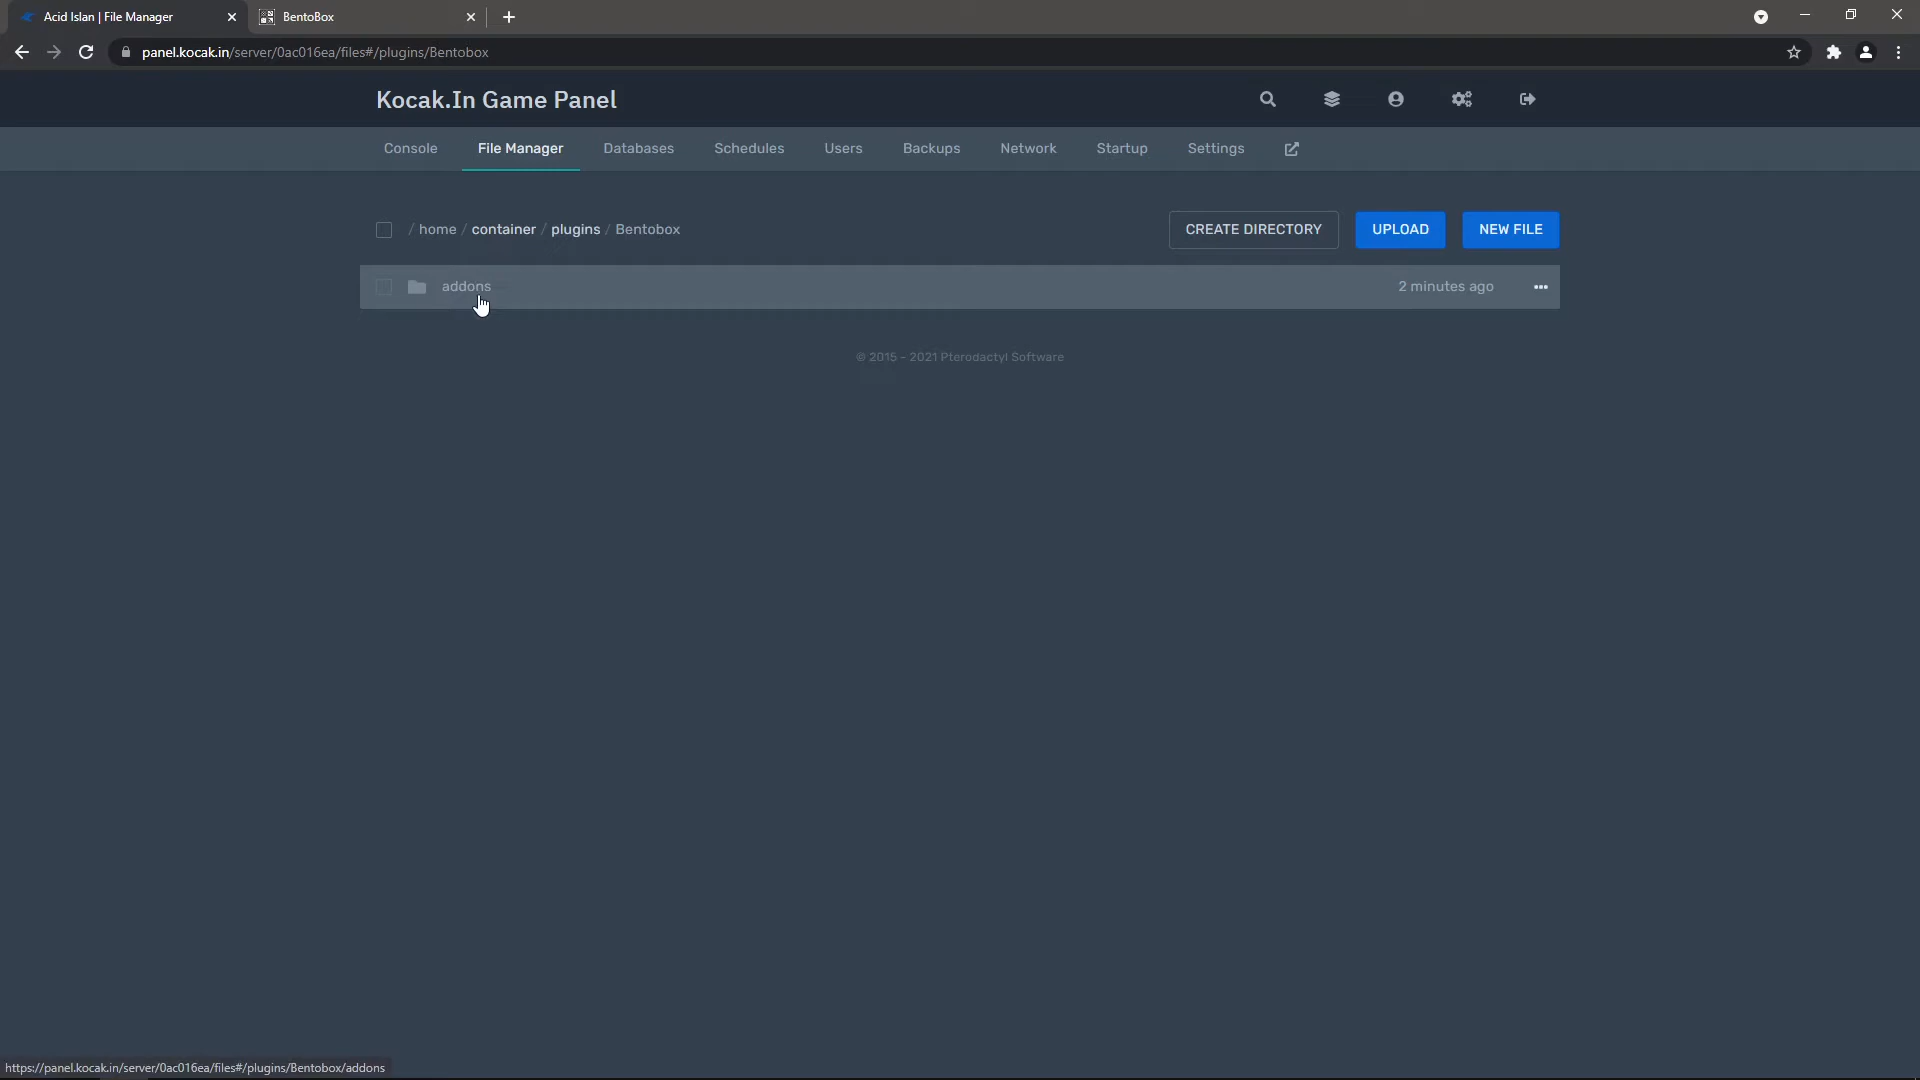 Acid Islan | File Manager
BentoBox
panel.kocak.in/server/0ac016ea/files#/plugins/Bentobox
Kocak.In Game Panel
Console File Manager Databases Schedules Users Backups Network Startup Settings
/ home / container / plugins / Bentobox
CREATE DIRECTORY UPLOAD NEW FILE
addons 2 minutes ago
© 2015 - 2021 Pterodactyl Software
https://panel.kocak.in/server/0ac016ea/files#/plugins/Bentobox/addons